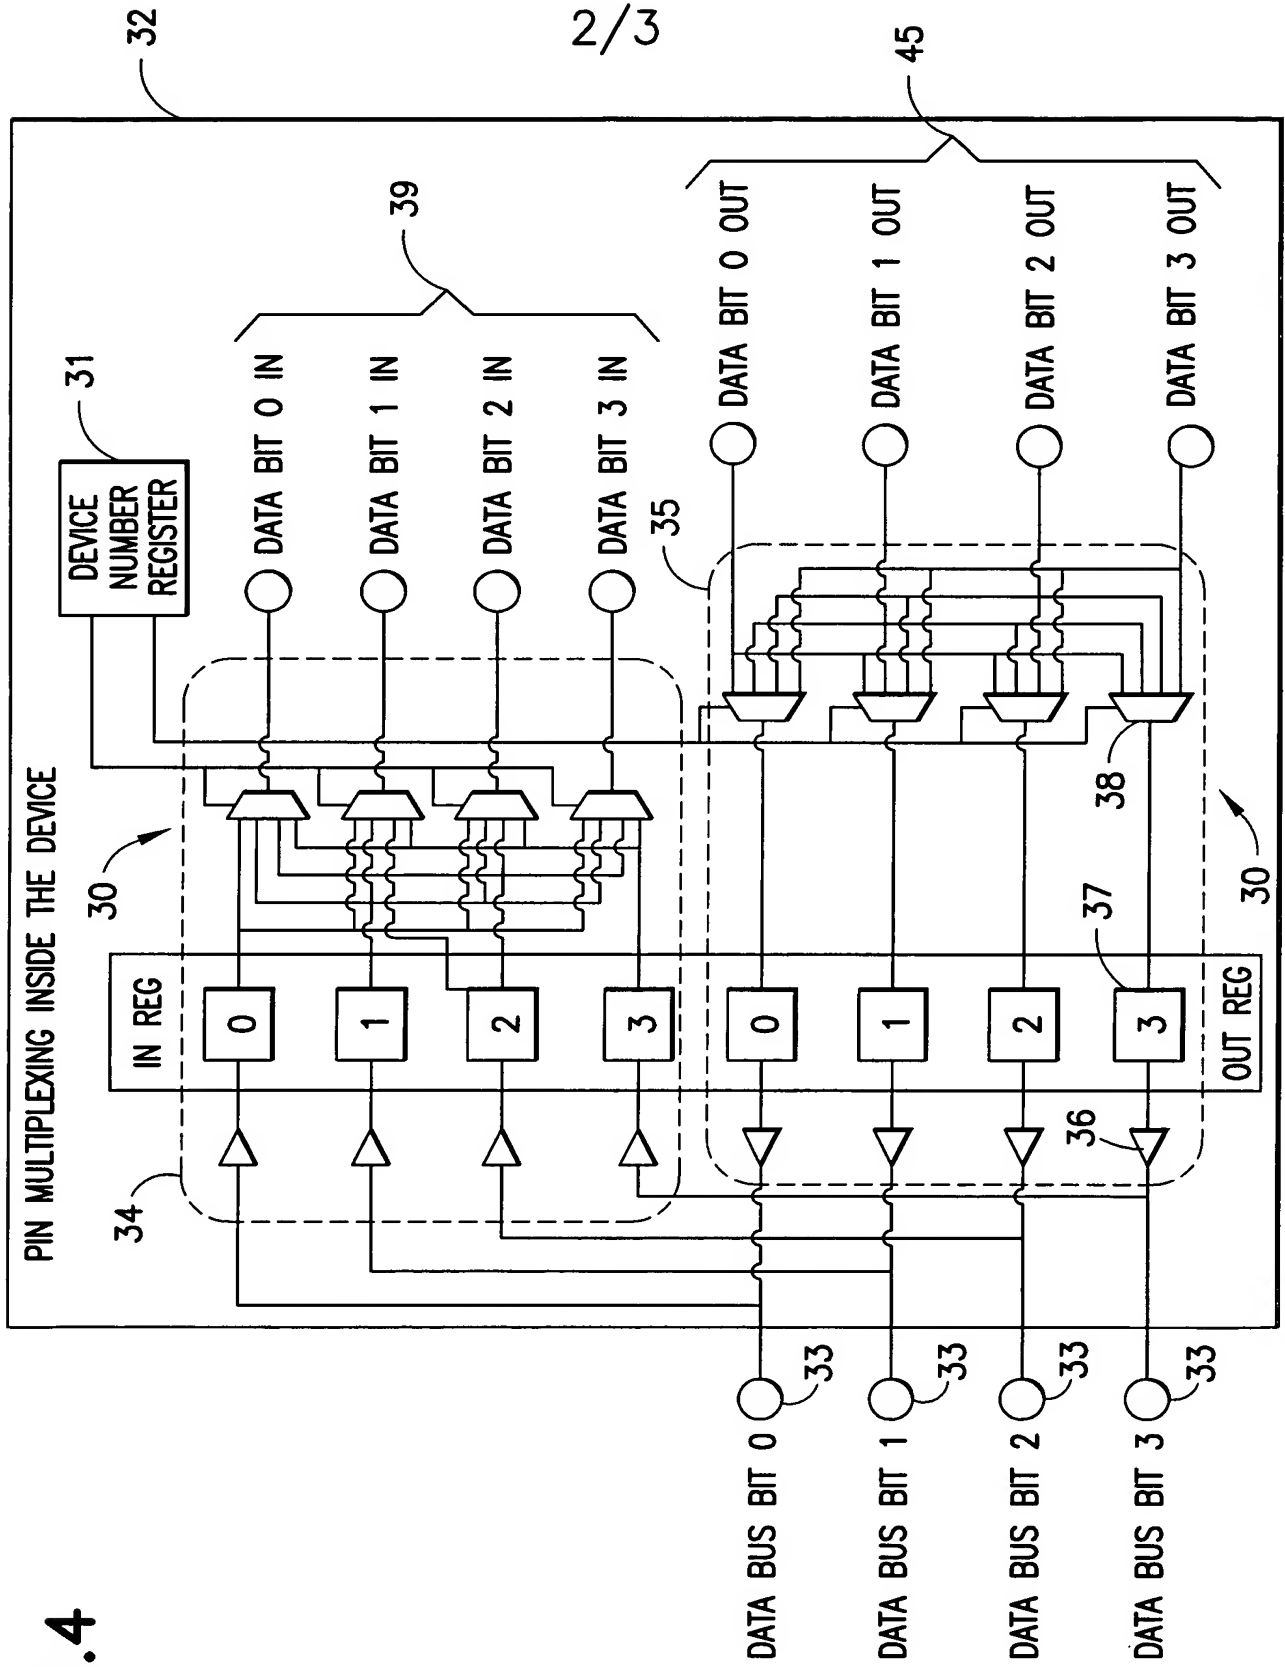 2/3
.4
PIN MULTIPLEXING INSIDE THE DEVICE
32
31
DEVICE
NUMBER
REGISTER
30
34
IN REG
39
DATA BIT 0 IN
DATA BIT 1 IN
DATA BIT 2 IN
DATA BIT 3 IN
0
1
2
3
35
45
DATA BIT 0 OUT
DATA BIT 1 OUT
DATA BIT 2 OUT
DATA BIT 3 OUT
0
1
2
3
36
37
38
30
OUT REG
DATA BUS BIT 0
33
DATA BUS BIT 1
33
DATA BUS BIT 2
33
DATA BUS BIT 3
33